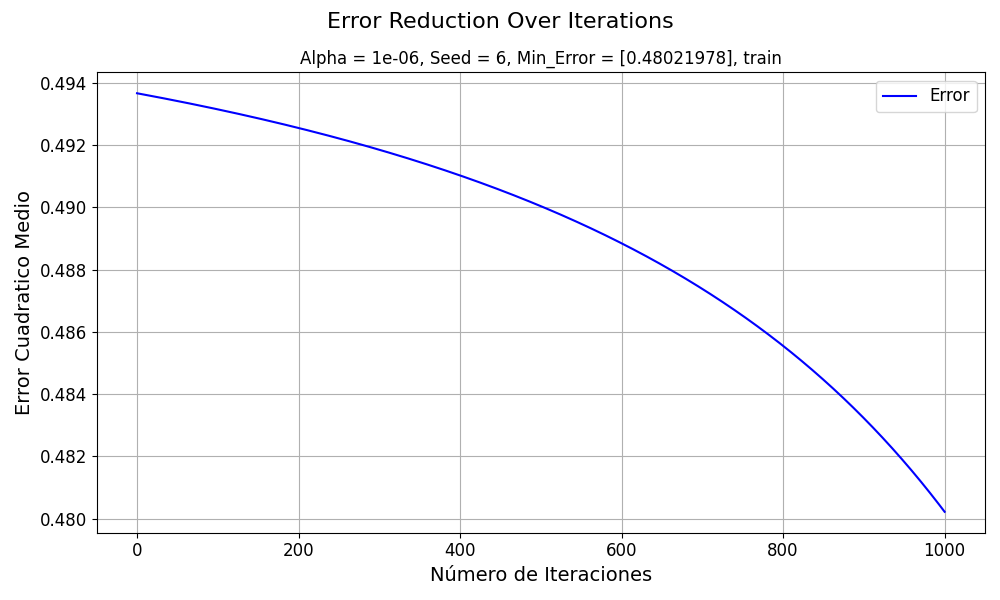 Error Reduction Over Iterations
Alpha = 1e-06, Seed = 6, Min_Error = [0.48021978], train
Error
0.494
0.492
0.490
0.488
0.486
0.484
0.482
0.480
Error Cuadratico Medio
0 200 400 600 800 1000
Número de Iteraciones